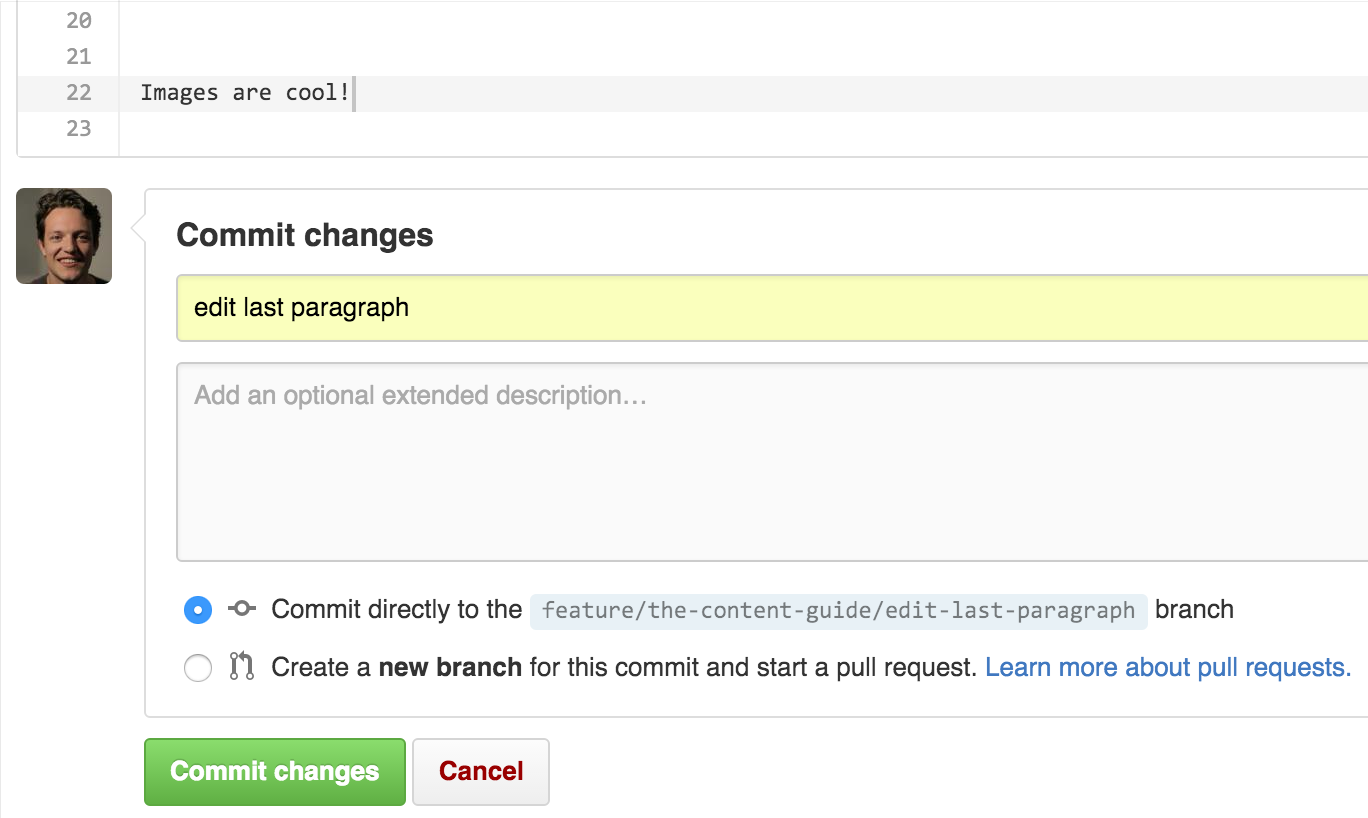 20
21
22 Images are cool!
23
Commit changes
edit last paragraph
Add an optional extended description…
Commit directly to the feature/the-content-guide/edit-last-paragraph branch
Create a new branch for this commit and start a pull request. Learn more about pull requests.
Commit changes Cancel